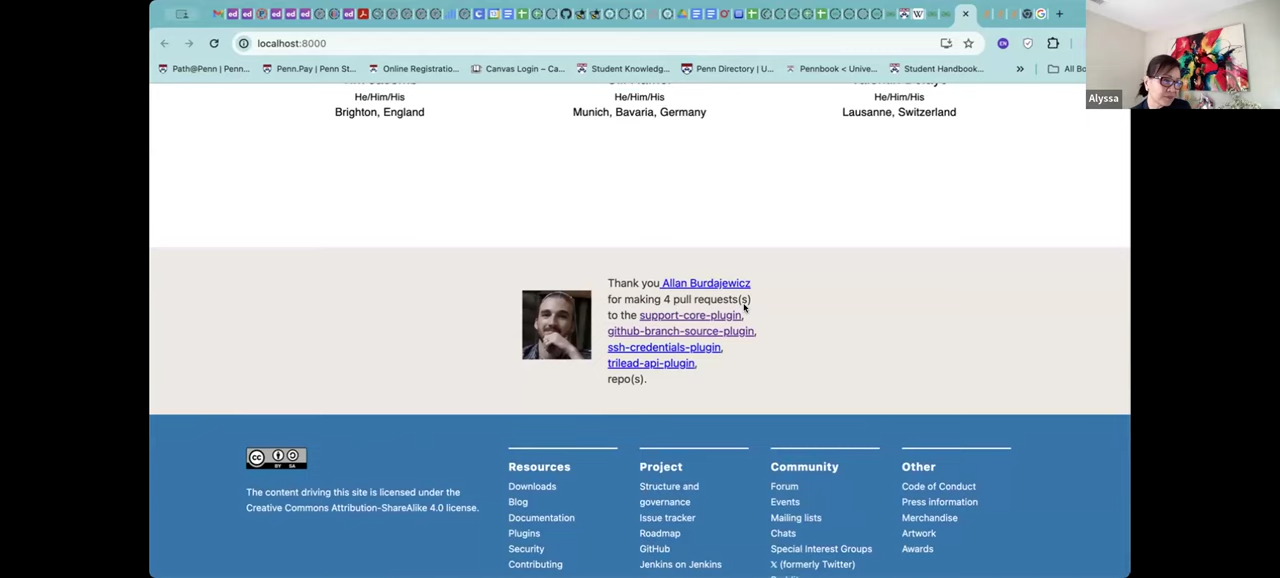 localhost:8000
Path@Penn | Penn...
Penn.Pay | Penn St...
Online Registratio...
Canvas Login – Ca...
Student Knowledg...
Penn Directory | U...
Pennbook < Unive...
Student Handbook...
»
All Bo
Alyssa
He/Him/His
Brighton, England
He/Him/His
Munich, Bavaria, Germany
He/Him/His
Lausanne, Switzerland
Thank you Allan Burdajewicz
for making 4 pull requests(s)
to the support-core-plugin,
github-branch-source-plugin,
ssh-credentials-plugin,
trilead-api-plugin,
repo(s).
CC BY SA
The content driving this site is licensed under the
Creative Commons Attribution-ShareAlike 4.0 license.
Resources
Downloads
Blog
Documentation
Plugins
Security
Contributing
Project
Structure and
governance
Issue tracker
Roadmap
GitHub
Jenkins on Jenkins
Community
Forum
Events
Mailing lists
Chats
Special Interest Groups
X (formerly Twitter)
Other
Code of Conduct
Press information
Merchandise
Artwork
Awards